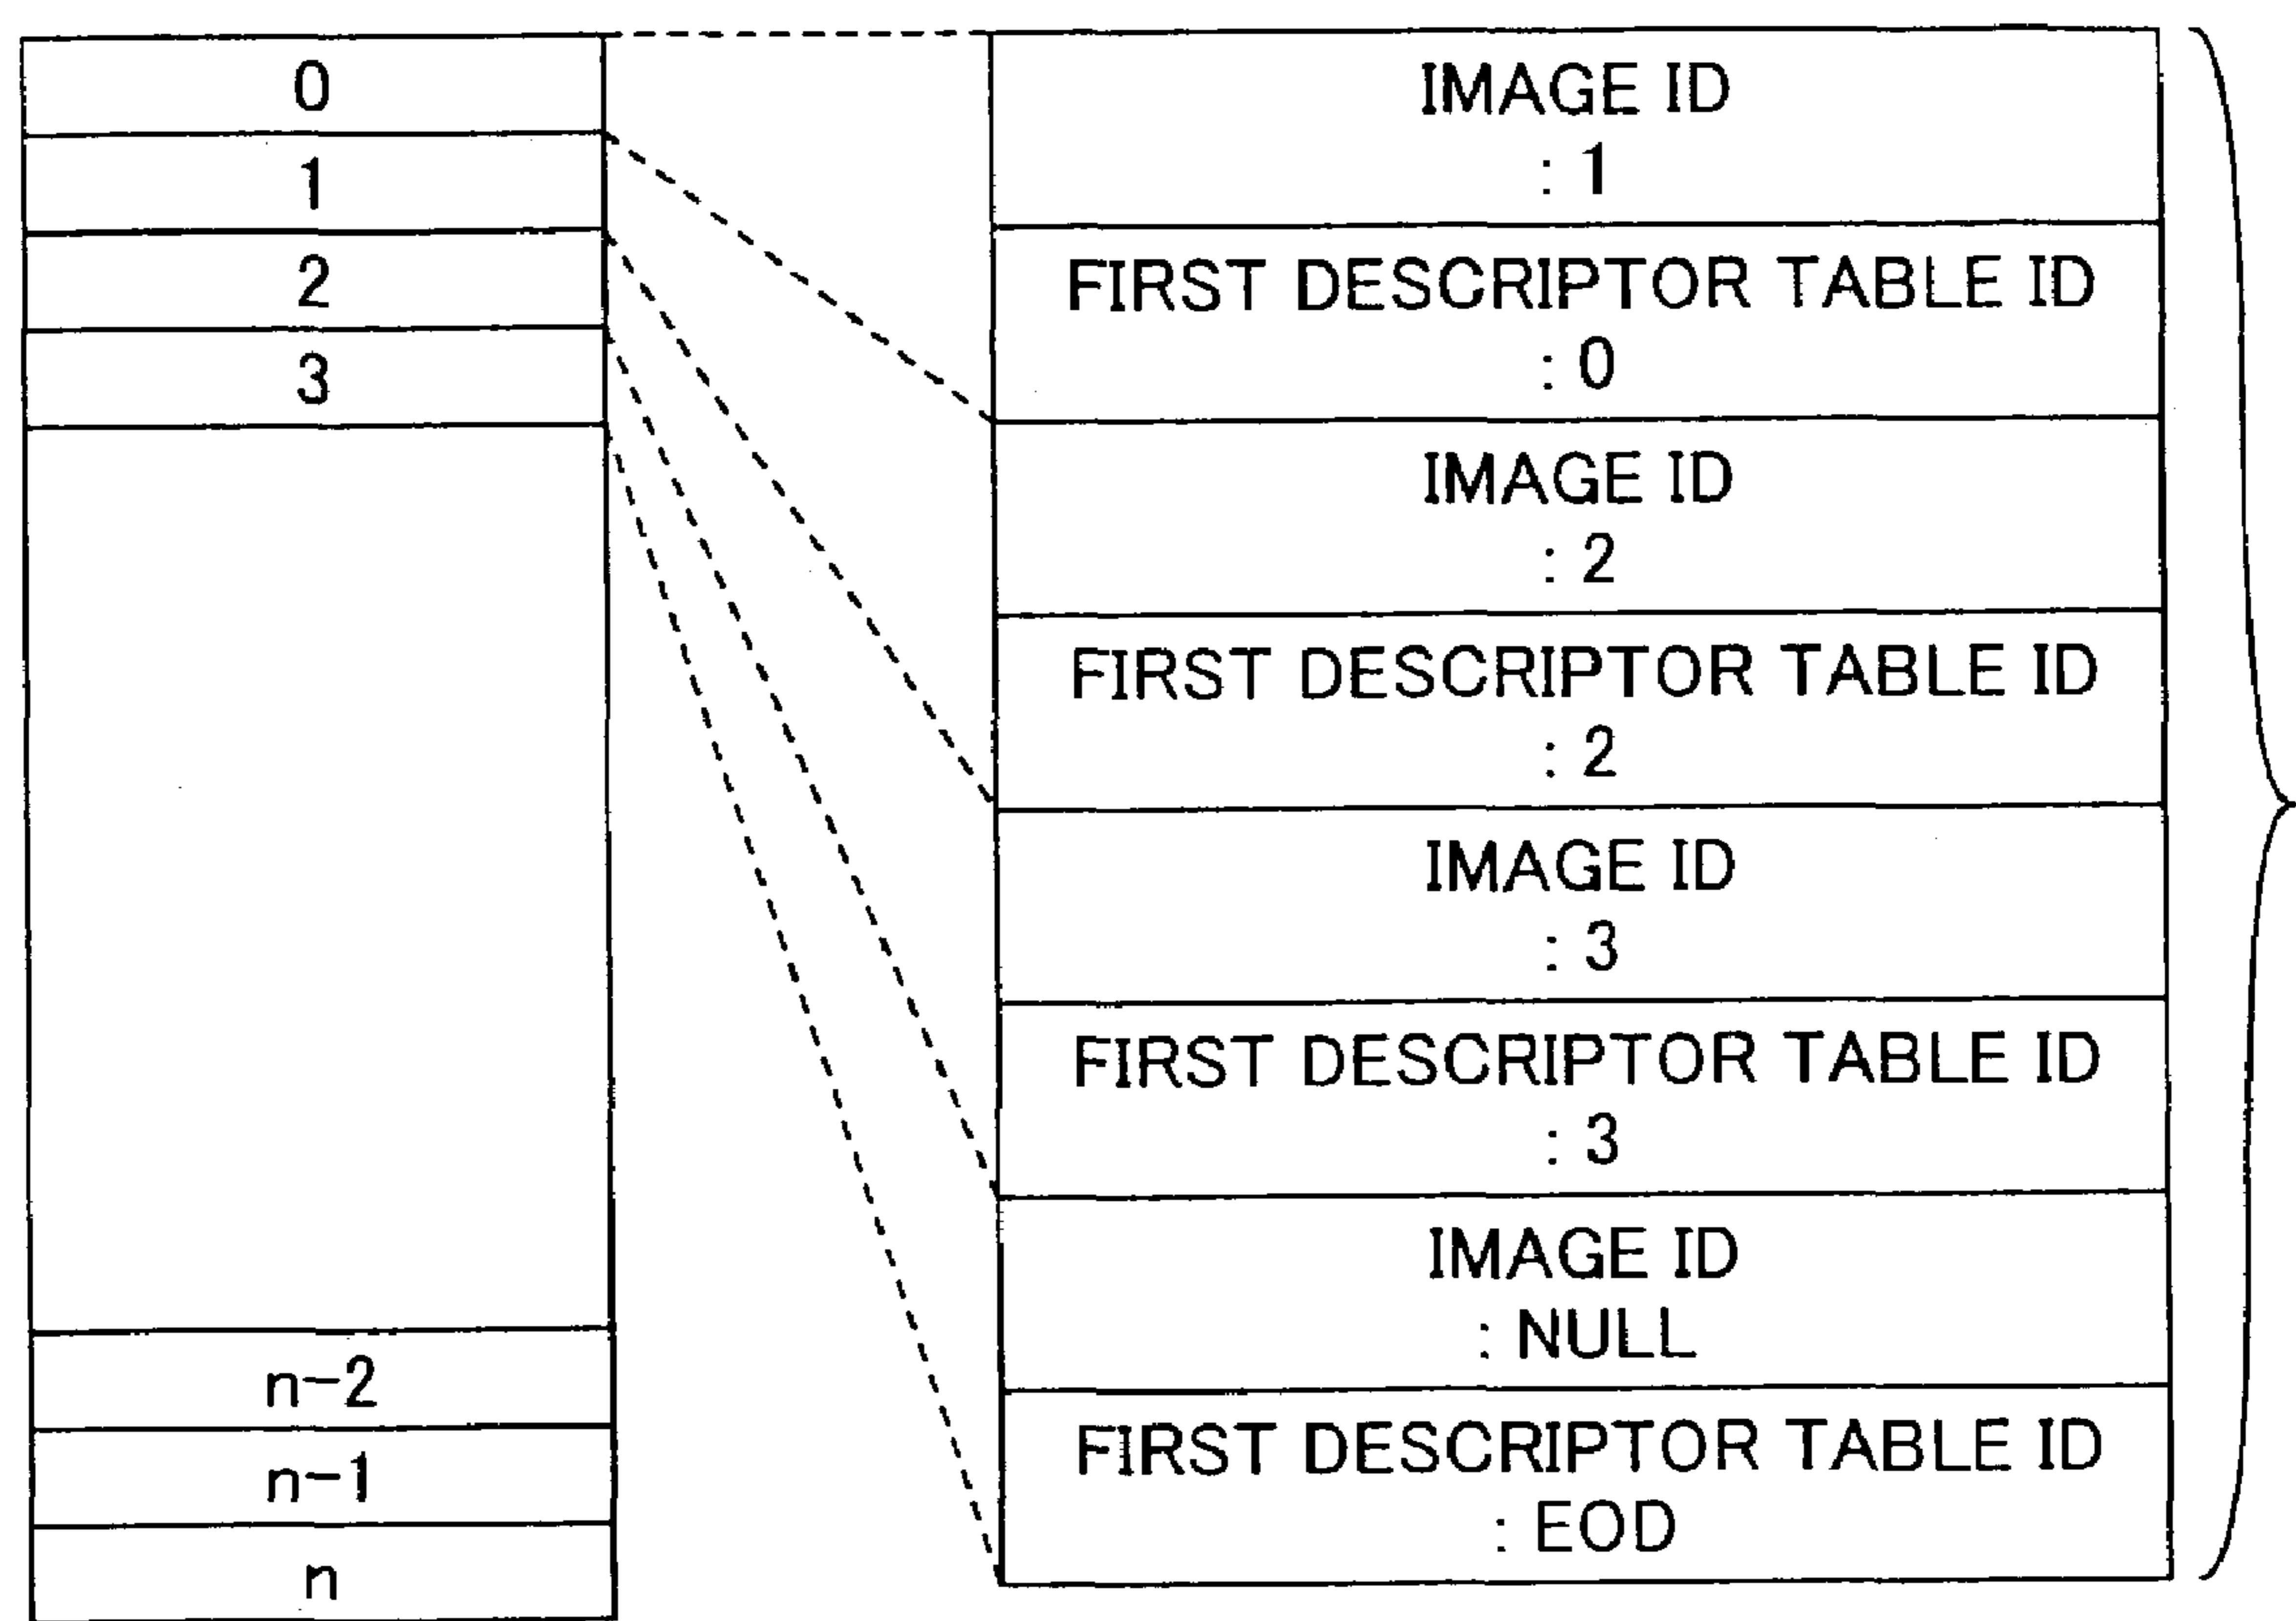 0
1
2
3
n-2
n-1
n
IMAGE ID
: 1
FIRST DESCRIPTOR TABLE ID
: 0
IMAGE ID
: 2
FIRST DESCRIPTOR TABLE ID
: 2
IMAGE ID
: 3
FIRST DESCRIPTOR TABLE ID
: 3
IMAGE ID
: NULL
FIRST DESCRIPTOR TABLE ID
: EOD